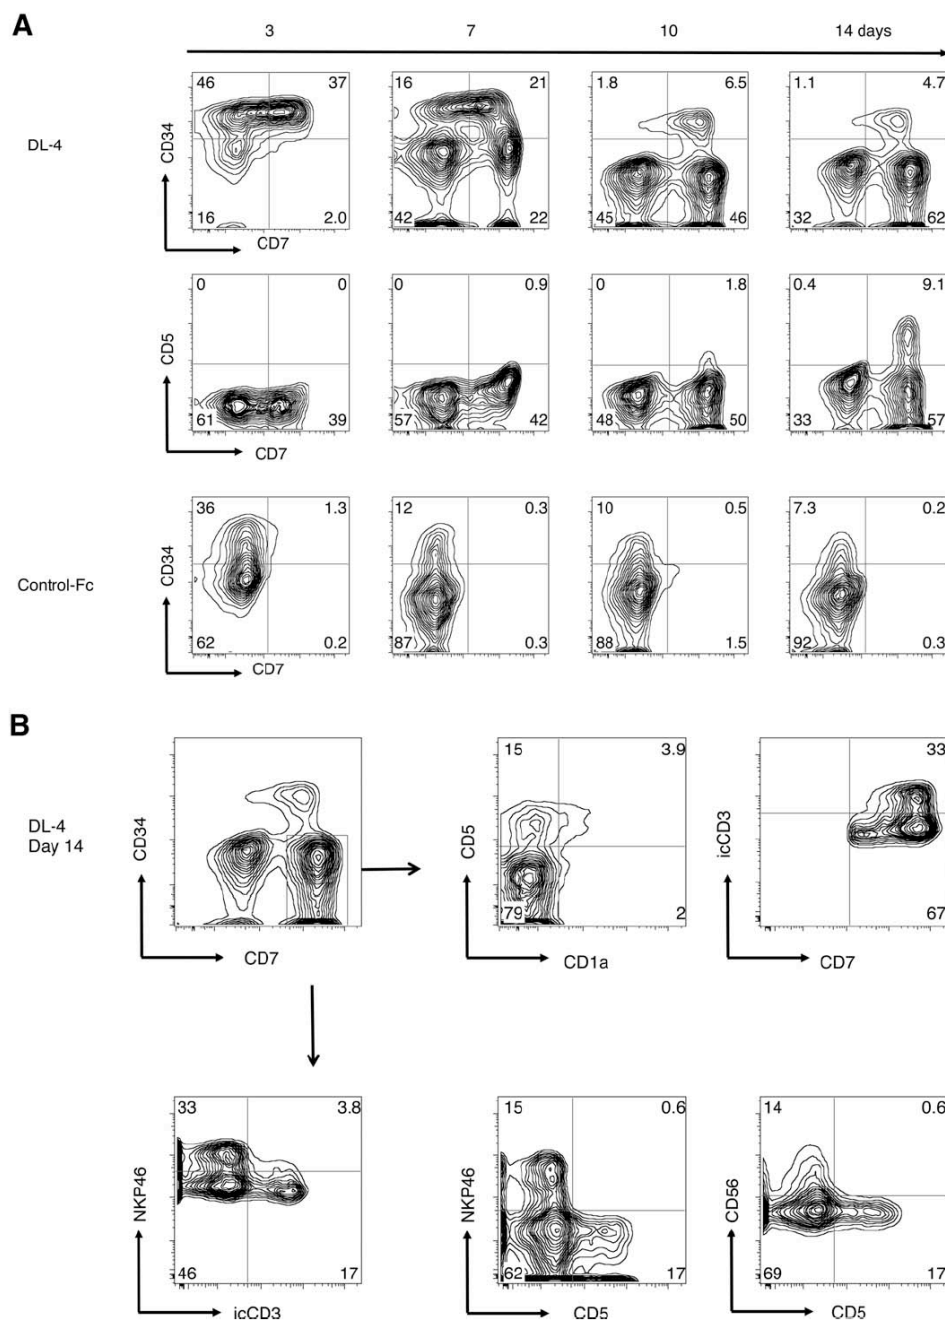 A
3 7 10 14 days
DL-4
46 37 16 21 1.8 6.5 1.1 4.7
CD34
16 2.0 42 22 45 46 32 62
CD7
0 0 0 0.9 0 1.8 0.4 9.1
CD5
61 39 57 42 48 50 33 57
CD7
36 1.3 12 0.3 10 0.5 7.3 0.2
Control-Fc
CD34
62 0.2 87 0.3 88 1.5 92 0.3
CD7
B
DL-4
Day 14
15 3.9 33
CD34 CD5 icCD3
79 2 67
CD7 CD1a CD7
33 3.8 15 0.6 14 0.6
NKP46 NKP46 CD56
46 17 62 17 69 17
icCD3 CD5 CD5